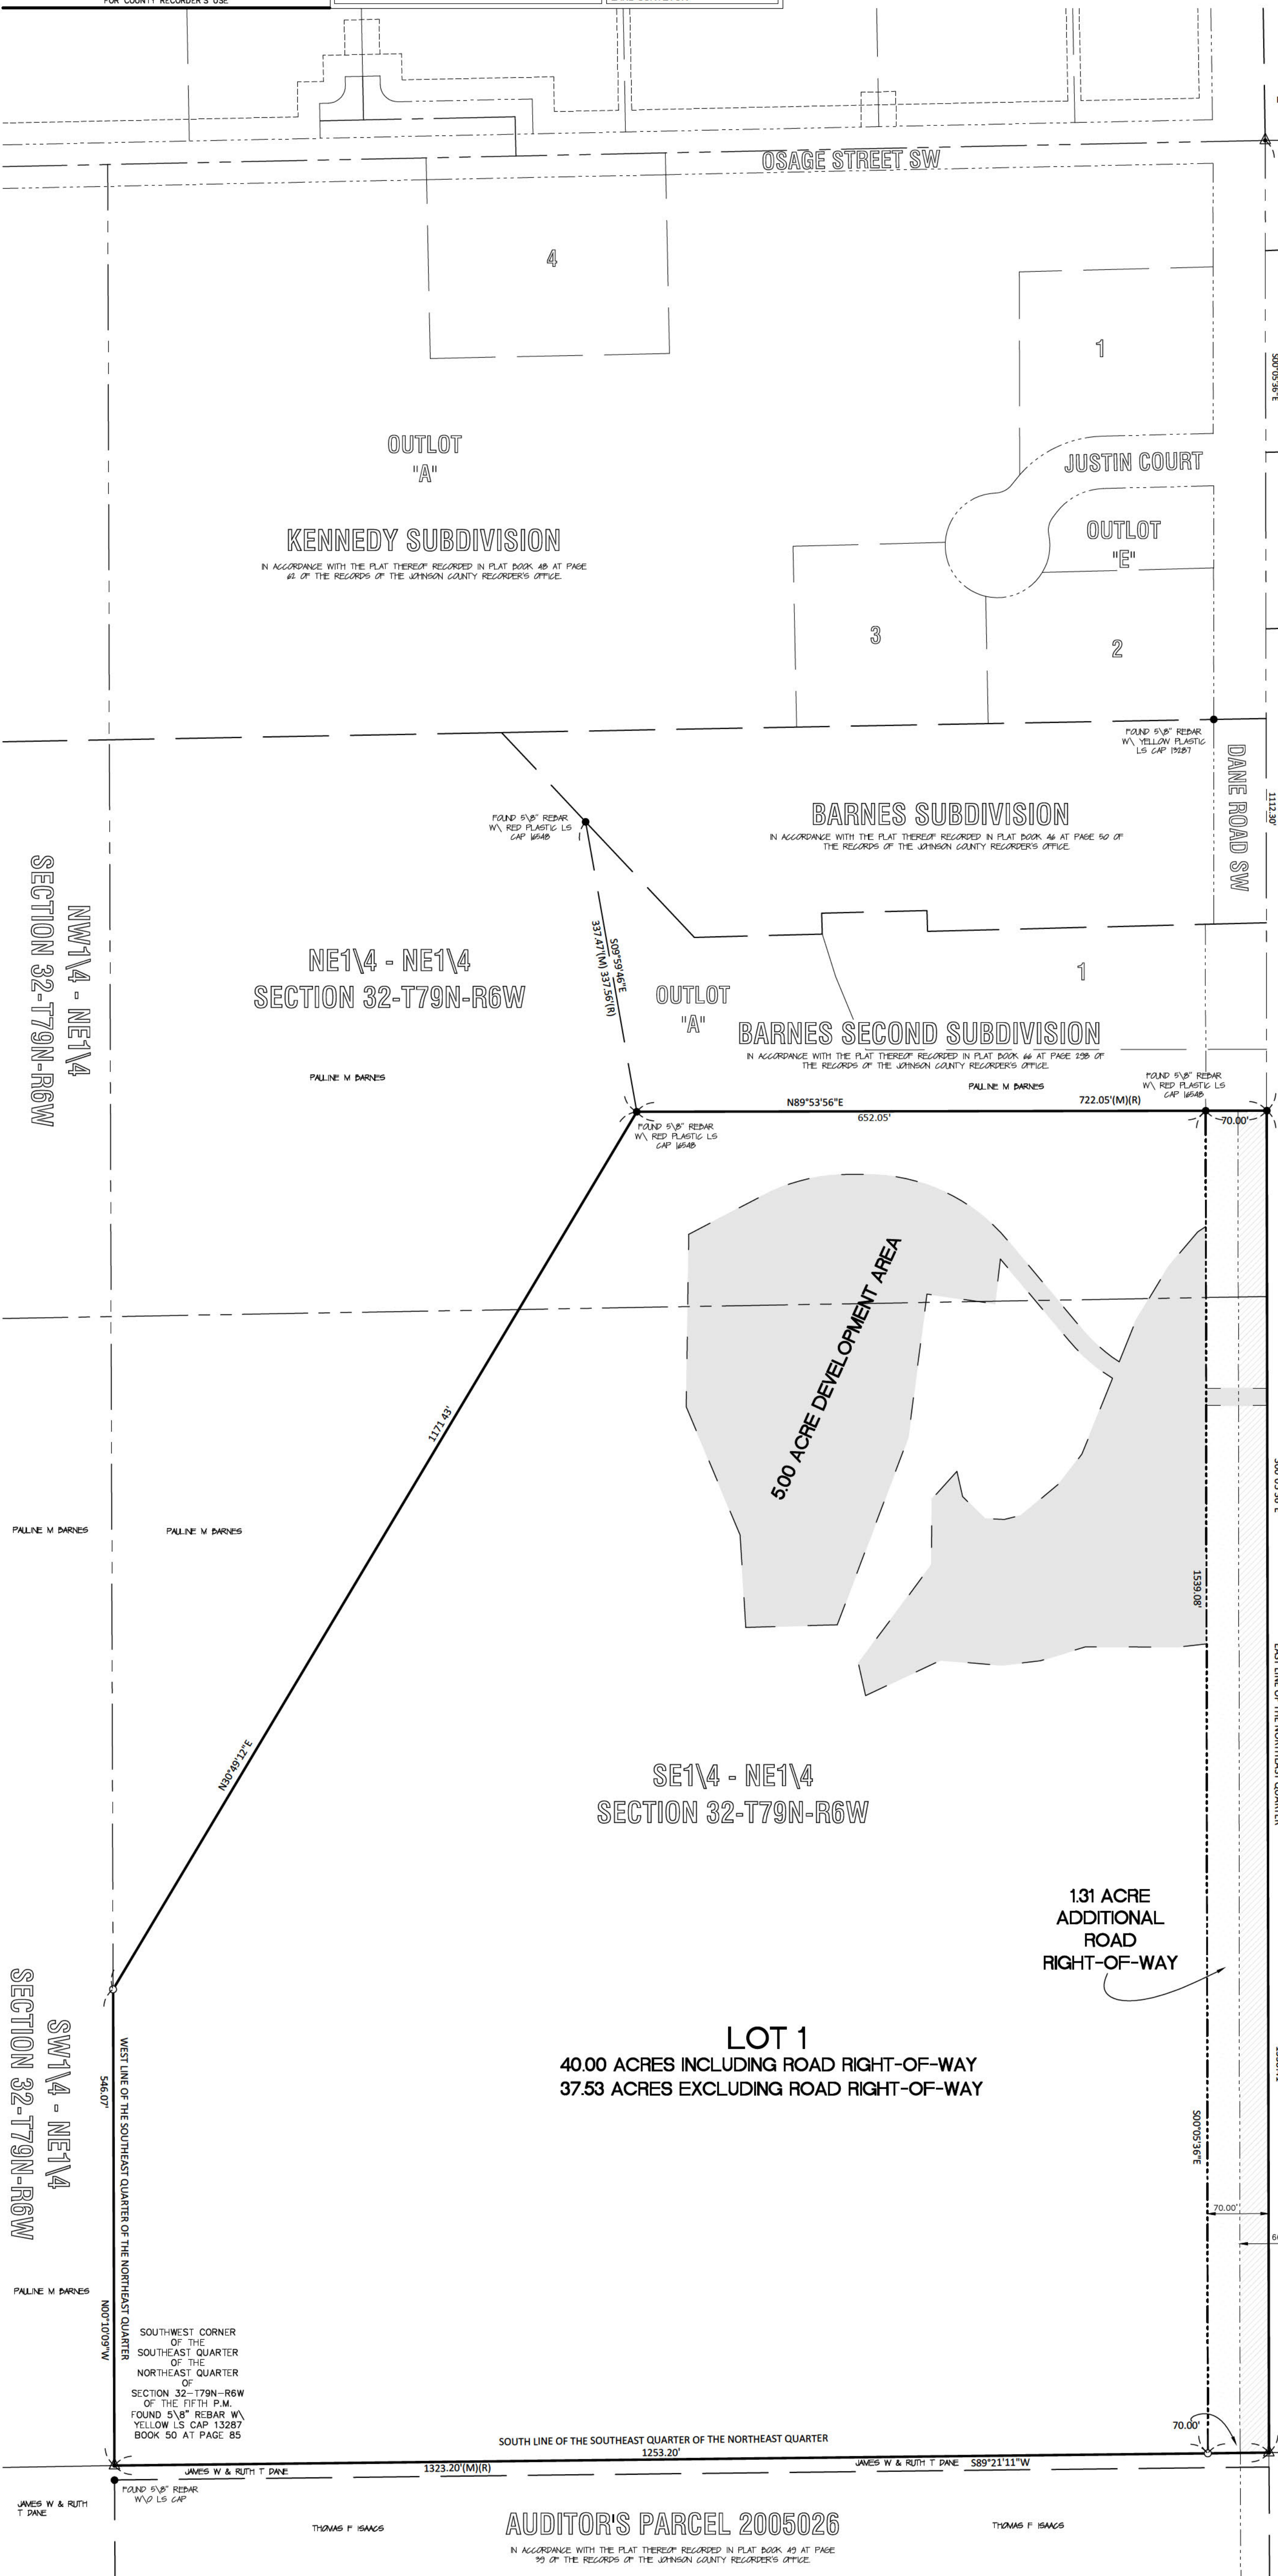 FOR COUNTY RECORDER'S USE
OSAGE STREET SW
4
1
S00°05'36"E
OUTLOT
"A"
JUSTIN COURT
KENNEDY SUBDIVISION
IN ACCORDANCE WITH THE PLAT THEREOF RECORDED IN PLAT BOOK 48 AT PAGE
62 OF THE RECORDS OF THE JOHNSON COUNTY RECORDER'S OFFICE
OUTLOT
"E"
3
2
FOUND 5\8" REBAR
W\ YELLOW PLASTIC
LS CAP 13287
DANE ROAD SW
1112.30'
FOUND 5\8" REBAR
W\ RED PLASTIC LS
CAP 16548
BARNES SUBDIVISION
IN ACCORDANCE WITH THE PLAT THEREOF RECORDED IN PLAT BOOK 46 AT PAGE 50 OF
THE RECORDS OF THE JOHNSON COUNTY RECORDER'S OFFICE
NW1\4 - NE1\4
SECTION 32-T79N-R6W
NE1\4 - NE1\4
SECTION 32-T79N-R6W
PAULINE M BARNES
S09°59'46"E
337.47'(M) 337.56'(R)
OUTLOT
"A"
1
BARNES SECOND SUBDIVISION
IN ACCORDANCE WITH THE PLAT THEREOF RECORDED IN PLAT BOOK 66 AT PAGE 298 OF
THE RECORDS OF THE JOHNSON COUNTY RECORDER'S OFFICE
PAULINE M BARNES
FOUND 5\8" REBAR
W\ RED PLASTIC LS
CAP 16548
N89°53'56"E
722.05'(M)(R)
652.05'
70.00'
FOUND 5\8" REBAR
W\ RED PLASTIC LS
CAP 16548
5.00 ACRE DEVELOPMENT AREA
1171.43'
N30°49'12"E
PAULINE M BARNES
PAULINE M BARNES
1539.08'
EAST LINE OF THE NORTHEAST QUARTER
SE1\4 - NE1\4
SECTION 32-T79N-R6W
1.31 ACRE
ADDITIONAL
ROAD
RIGHT-OF-WAY
SW1\4 - NE1\4
SECTION 32-T79N-R6W
LOT 1
40.00 ACRES INCLUDING ROAD RIGHT-OF-WAY
37.53 ACRES EXCLUDING ROAD RIGHT-OF-WAY
WEST LINE OF THE SOUTHEAST QUARTER OF THE NORTHEAST QUARTER
546.07'
N00°10'09"W
S00°05'36"E
70.00'
PAULINE M BARNES
SOUTHWEST CORNER
OF THE
SOUTHEAST QUARTER
OF THE
NORTHEAST QUARTER
OF
SECTION 32-T79N-R6W
OF THE FIFTH P.M.
FOUND 5\8" REBAR W\
YELLOW LS CAP 13287
BOOK 50 AT PAGE 85
70.00'
SOUTH LINE OF THE SOUTHEAST QUARTER OF THE NORTHEAST QUARTER
1253.20'
JAMES W & RUTH T DANE
1323.20'(M)(R)
JAMES W & RUTH T DANE
S89°21'11"W
FOUND 5\8" REBAR
W\O LS CAP
JAMES W & RUTH
T DANE
THOMAS F ISAACS
AUDITOR'S PARCEL 2005026
THOMAS F ISAACS
IN ACCORDANCE WITH THE PLAT THEREOF RECORDED IN PLAT BOOK 49 AT PAGE
39 OF THE RECORDS OF THE JOHNSON COUNTY RECORDER'S OFFICE